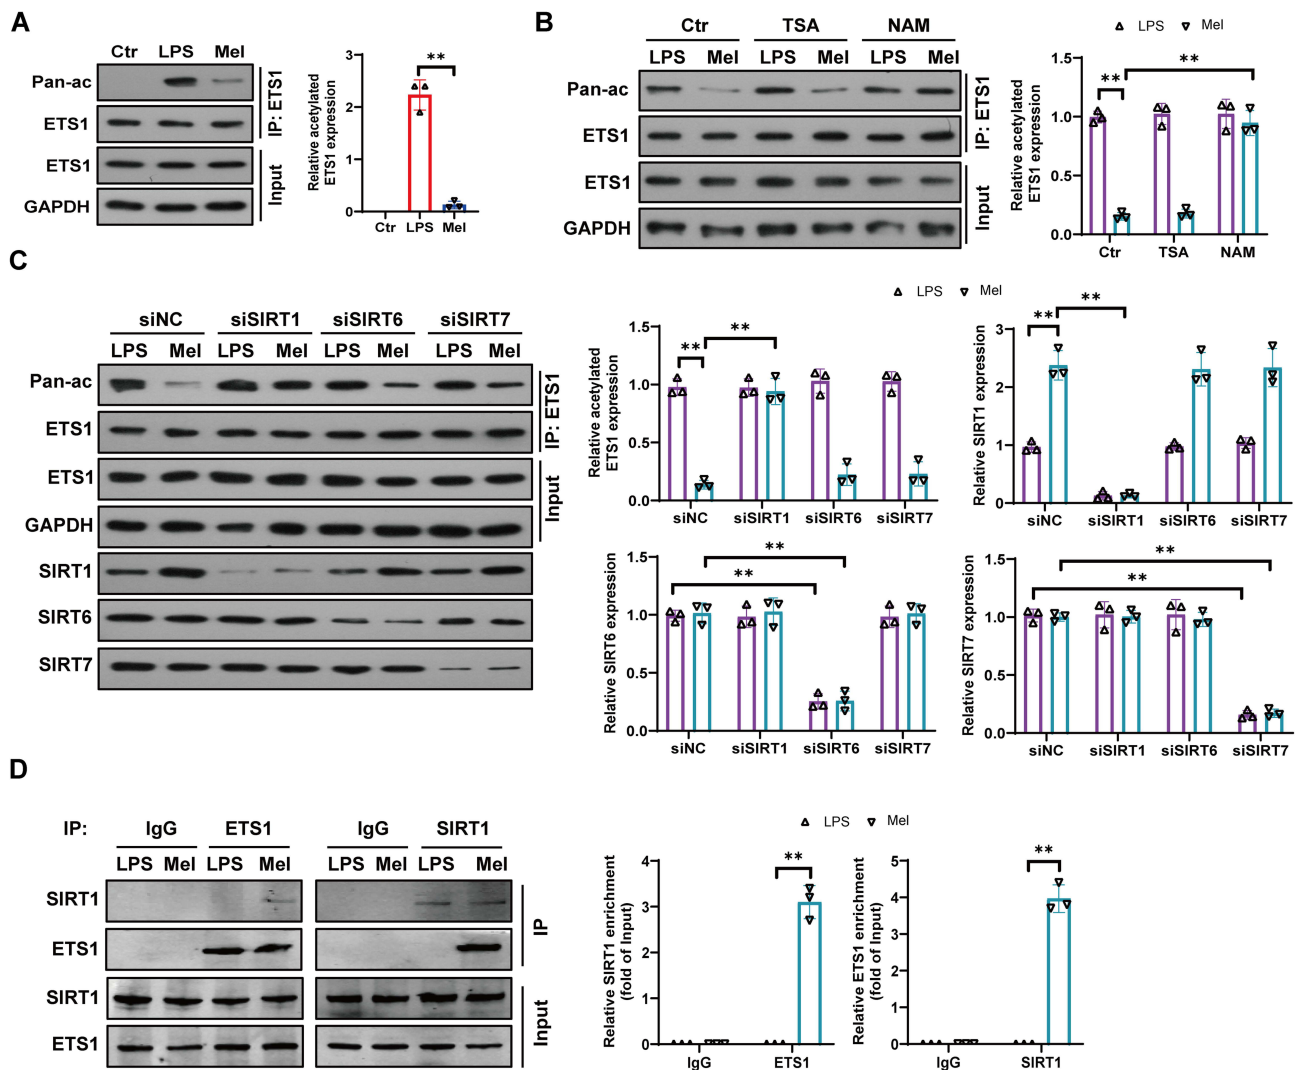 A
Ctr LPS Mel
Pan-ac
ETS1
ETS1
GAPDH
IP: ETS1
Input
Relative acetylated
ETS1 expression
3
2
1
0
**
Ctr LPS Mel
B
Ctr TSA NAM
LPS Mel LPS Mel LPS Mel
Pan-ac
ETS1
ETS1
GAPDH
IP: ETS1
Input
LPS Mel
Relative acetylated
ETS1 expression
1.5
1.0
0.5
0.0
** **
Ctr TSA NAM
C
siNC siSIRT1 siSIRT6 siSIRT7
LPS Mel LPS Mel LPS Mel LPS Mel
Pan-ac
ETS1
ETS1
GAPDH
SIRT1
SIRT6
SIRT7
IP: ETS1
Input
LPS Mel
Relative acetylated
ETS1 expression
1.5
1.0
0.5
0.0
** **
siNC siSIRT1 siSIRT6 siSIRT7
Relative SIRT1 expression
3
2
1
0
** **
siNC siSIRT1 siSIRT6 siSIRT7
Relative SIRT6 expression
1.5
1.0
0.5
0.0
**
**
siNC siSIRT1 siSIRT6 siSIRT7
Relative SIRT7 expression
1.5
1.0
0.5
0.0
**
**
siNC siSIRT1 siSIRT6 siSIRT7
D
IP: IgG ETS1 IgG SIRT1
LPS Mel LPS Mel LPS Mel LPS Mel
SIRT1
ETS1
SIRT1
ETS1
IP
Input
LPS Mel
Relative SIRT1 enrichment
(fold of Input)
4
3
2
1
0
**
IgG ETS1
Relative ETS1 enrichment
(fold of Input)
5
4
3
2
1
0
**
IgG SIRT1